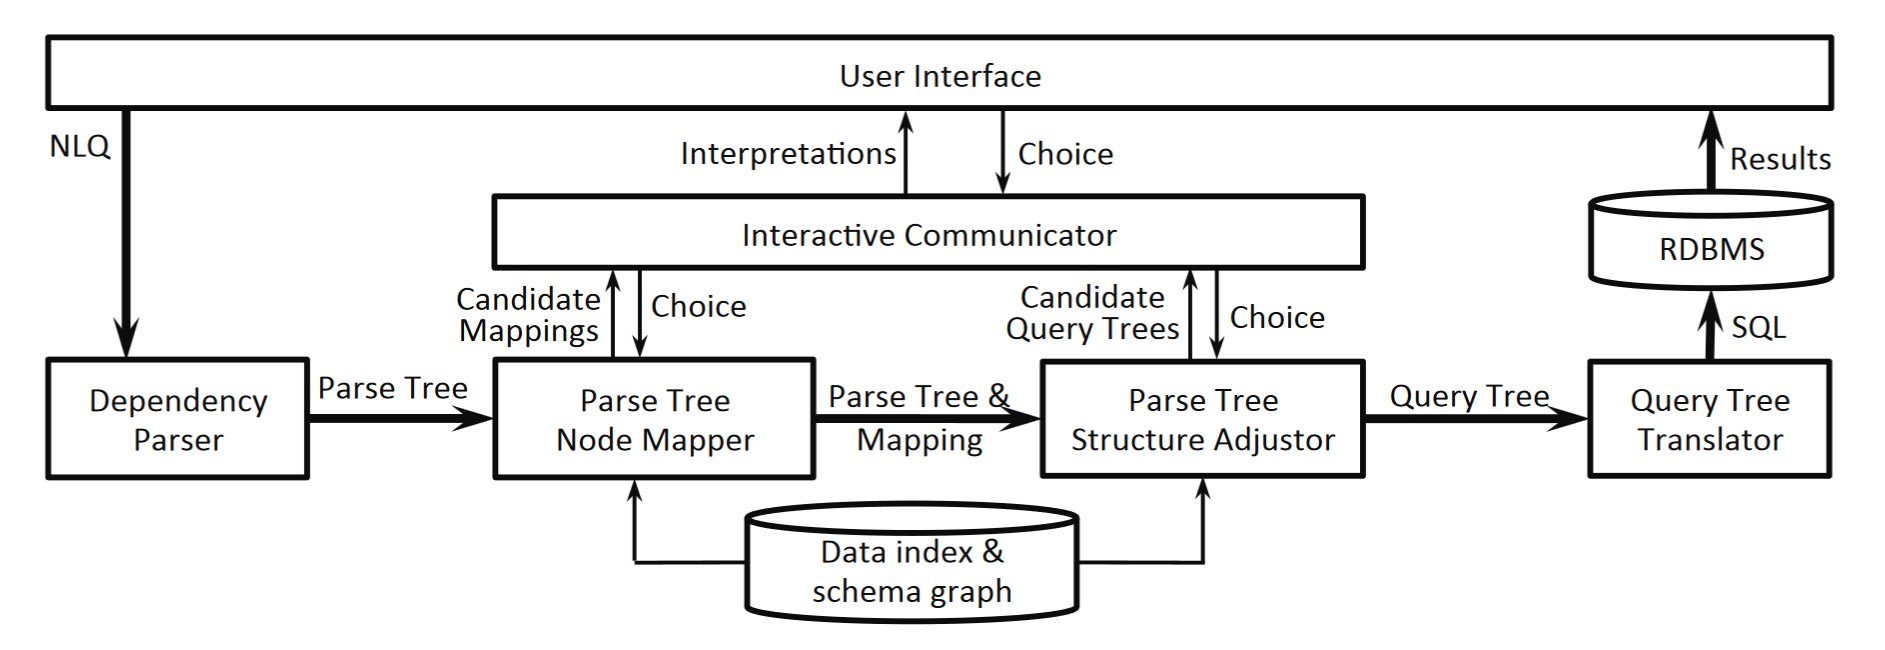 User Interface
NLQ
Interpretations
Choice
Results
Interactive Communicator
RDBMS
Candidate
Mappings
Choice
Candidate
Query Trees
Choice
SQL
Dependency
Parser
Parse Tree
Parse Tree
Node Mapper
Parse Tree &
Mapping
Parse Tree
Structure Adjustor
Query Tree
Query Tree
Translator
Data index &
schema graph